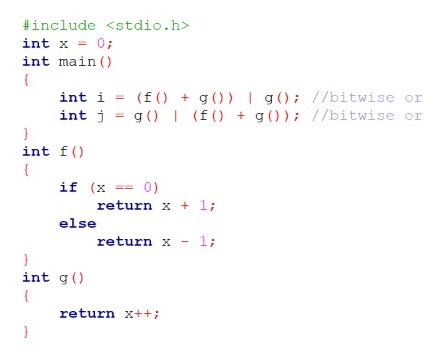 #include <stdio.h>
int x = 0;
int main()
{
    int i = (f() + g()) | g(); //bitwise or
    int j = g() | (f() + g()); //bitwise or
}
int f()
{
    if (x == 0)
        return x + 1;
    else
        return x - 1;
}
int g()
{
    return x++;
}